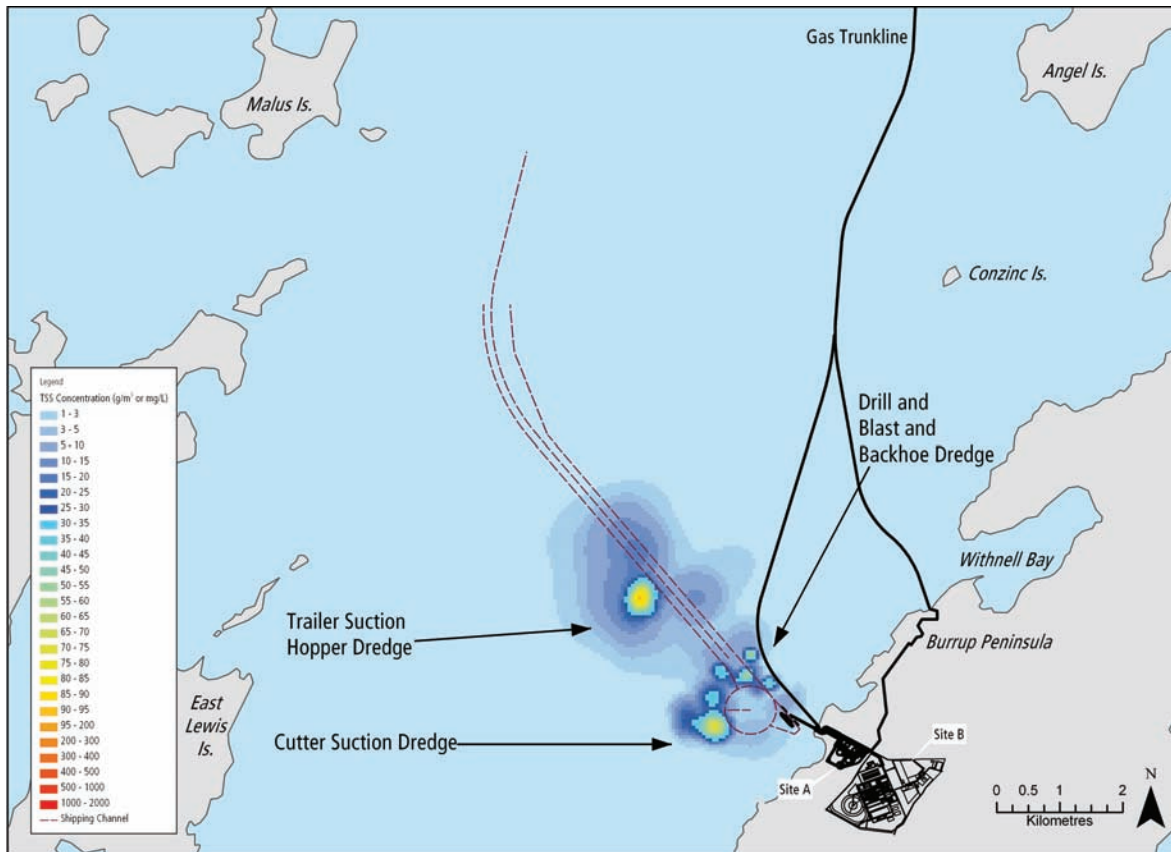 Gas Trunkline
Angel Is.
Malus Is.
Conzinc Is.
Legend
TSS Concentration (g/m³ or mg/L)
1 - 3
3 - 5
5 - 10
10 - 15
15 - 20
20 - 25
25 - 30
30 - 35
35 - 40
40 - 45
45 - 50
50 - 55
55 - 60
60 - 65
65 - 70
70 - 75
75 - 80
80 - 85
85 - 90
90 - 95
95 - 200
200 - 300
300 - 400
400 - 500
500 - 1000
1000 - 2000
Shipping Channel
Drill and
Blast and
Backhoe Dredge
Withnell Bay
Trailer Suction
Hopper Dredge
Burrup Peninsula
East
Lewis
Is.
Cutter Suction Dredge
Site B
Site A
N
0 0.5 1 2
Kilometres